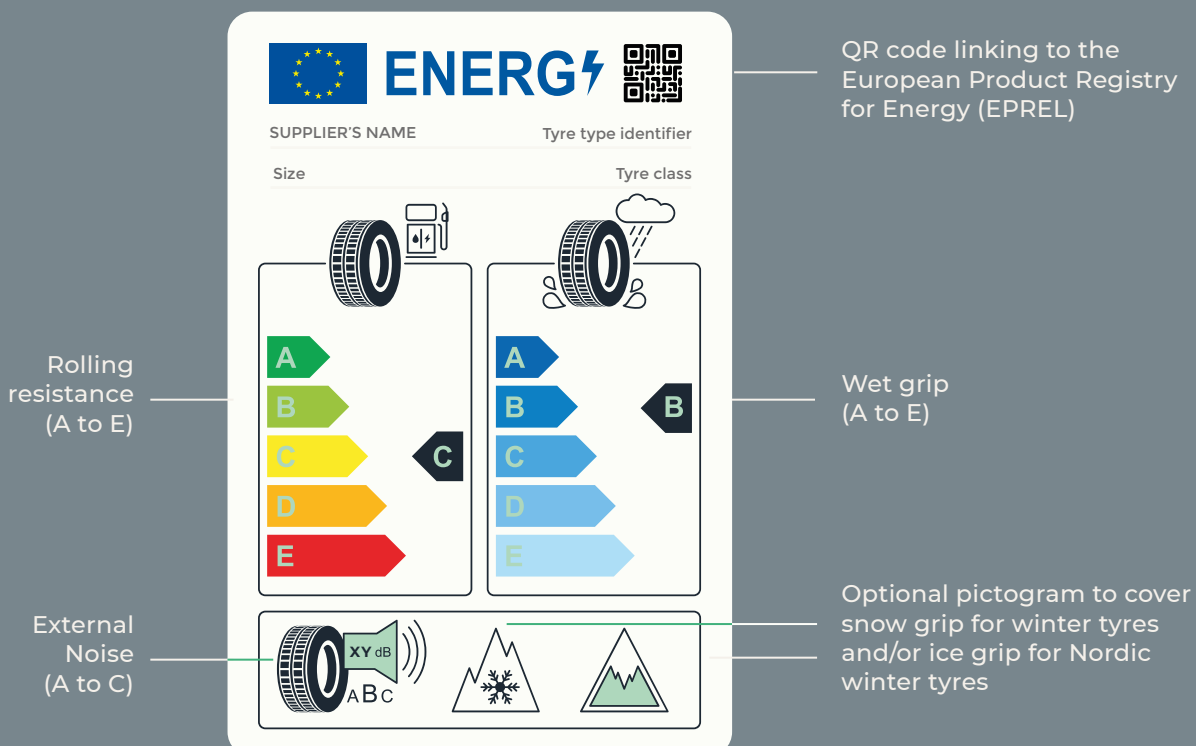 ENERG
QR code linking to the
European Product Registry
for Energy (EPREL)
SUPPLIER'S NAME Tyre type identifier
Size Tyre class
A
B
C
D
E
C
A
B
C
D
E
B
Rolling
resistance
(A to E)
Wet grip
(A to E)
External
Noise
(A to C)
XY dB
ABC
Optional pictogram to cover
snow grip for winter tyres
and/or ice grip for Nordic
winter tyres